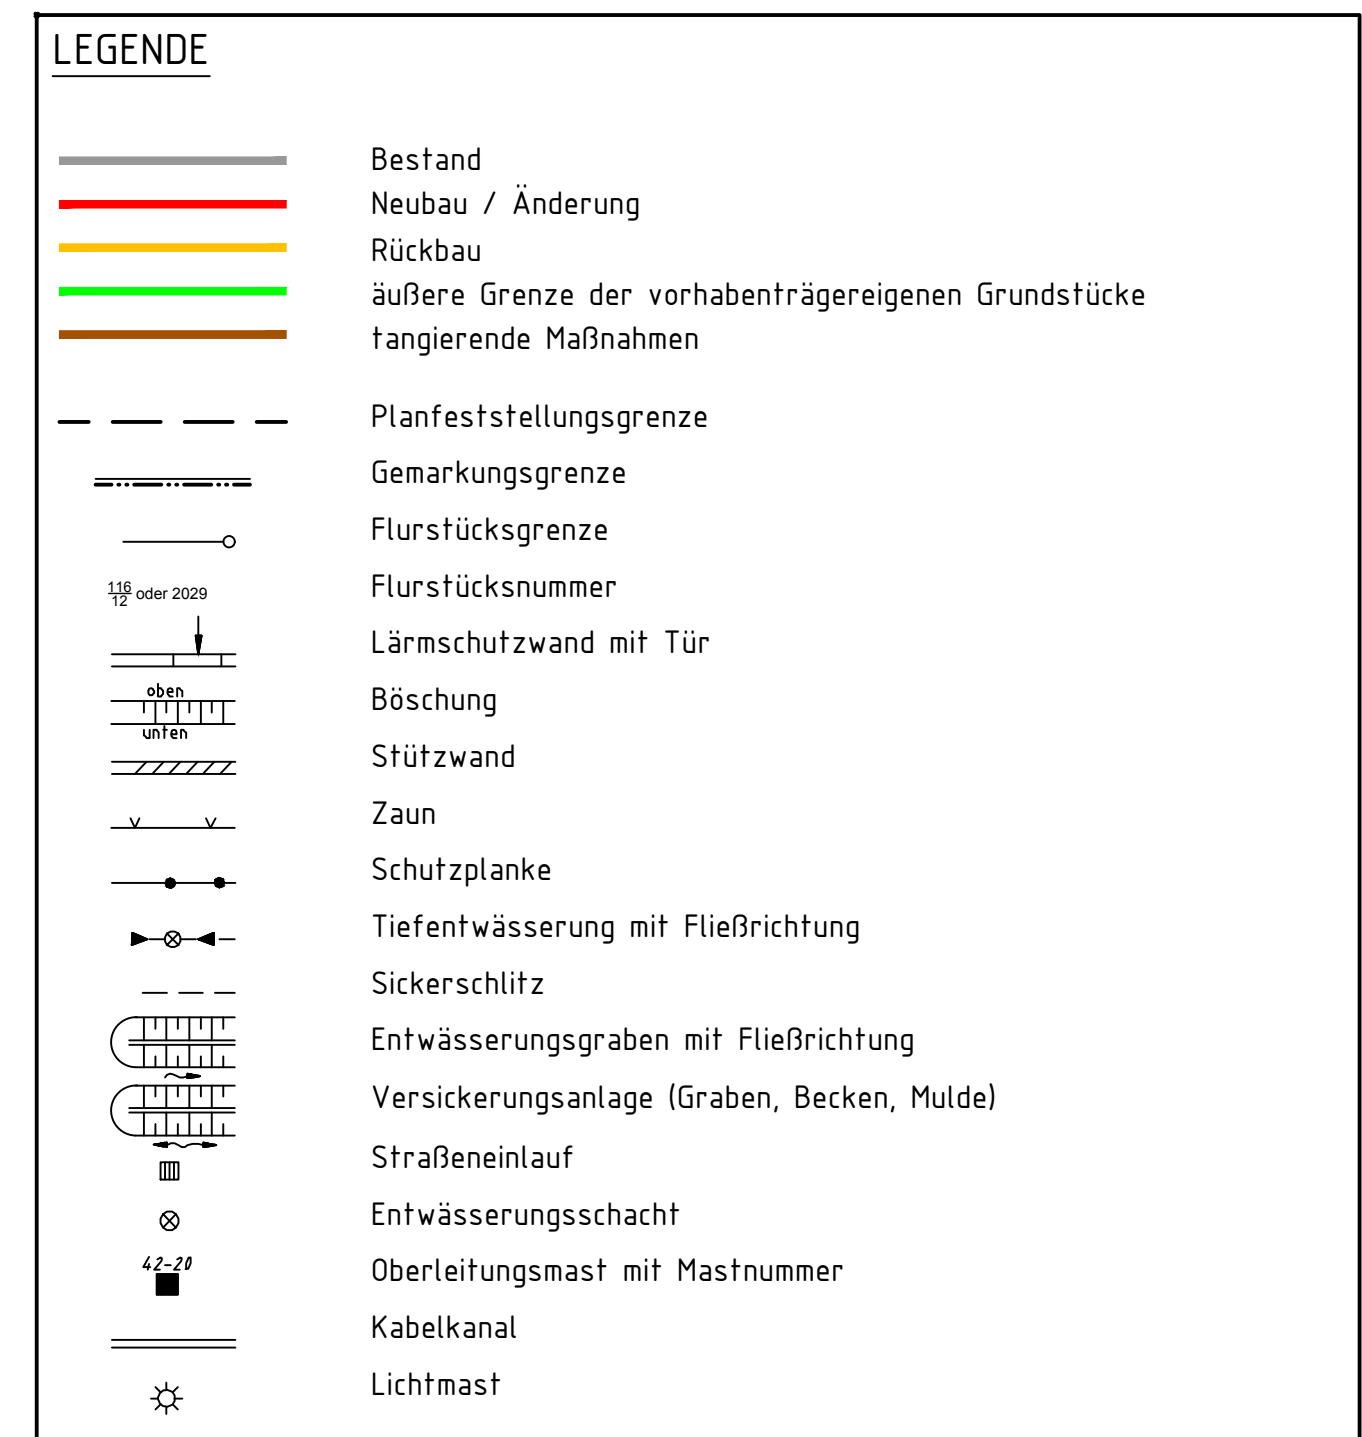 LEGENDE
Bestand
Neubau / Änderung
Rückbau
äußere Grenze der vorhabenträgereigenen Grundstücke
tangierende Maßnahmen
Planfeststellungsgrenze
Gemarkungsgrenze
Flurstücksgrenze
116/12 oder 2029 Flurstücksnummer
Lärmschutzwand mit Tür
oben
Böschung
unten
Stützwand
Zaun
Schutzplanke
Tiefentwässerung mit Fließrichtung
Sickerschlitz
Entwässerungsgraben mit Fließrichtung
Versickerungsanlage (Graben, Becken, Mulde)
Straßeneinlauf
Entwässerungsschacht
42-20 Oberleitungsmast mit Mastnummer
Kabelkanal
Lichtmast